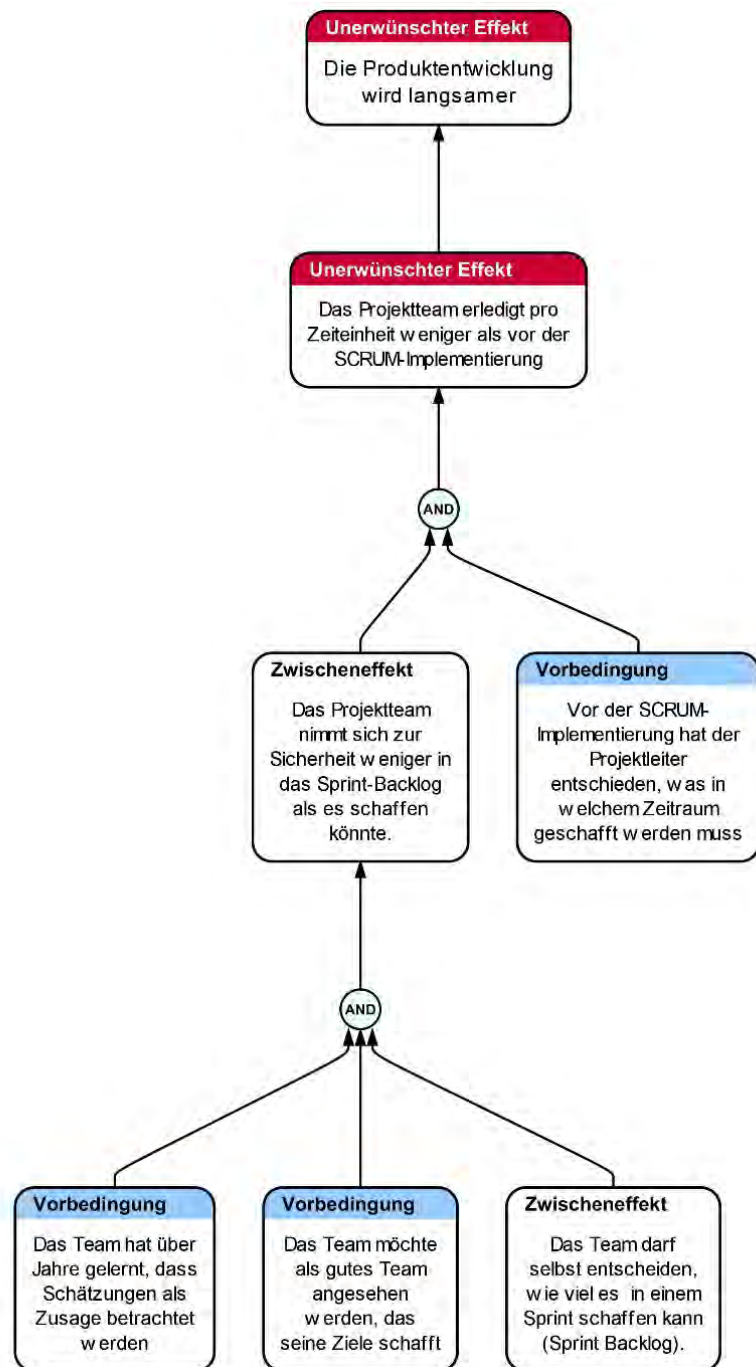 Unerwünschter Effekt
Die Produktentwicklung
wird langsamer
Unerwünschter Effekt
Das Projektteam erledigt pro
Zeiteinheit weniger als vor der
SCRUM-Implementierung
AND
Zwischeneffekt
Das Projektteam
nimmt sich zur
Sicherheit weniger in
das Sprint-Backlog
als es schaffen
könnte.
Vorbedingung
Vor der SCRUM-
Implementierung hat der
Projektleiter
entschieden, was in
welchem Zeitraum
geschafft werden muss
AND
Vorbedingung
Das Team hat über
Jahre gelernt, dass
Schätzungen als
Zusage betrachtet
werden
Vorbedingung
Das Team möchte
als gutes Team
angesehen
werden, das
seine Ziele schafft
Zwischeneffekt
Das Team darf
selbst entscheiden,
wie viel es in einem
Sprint schaffen kann
(Sprint Backlog).